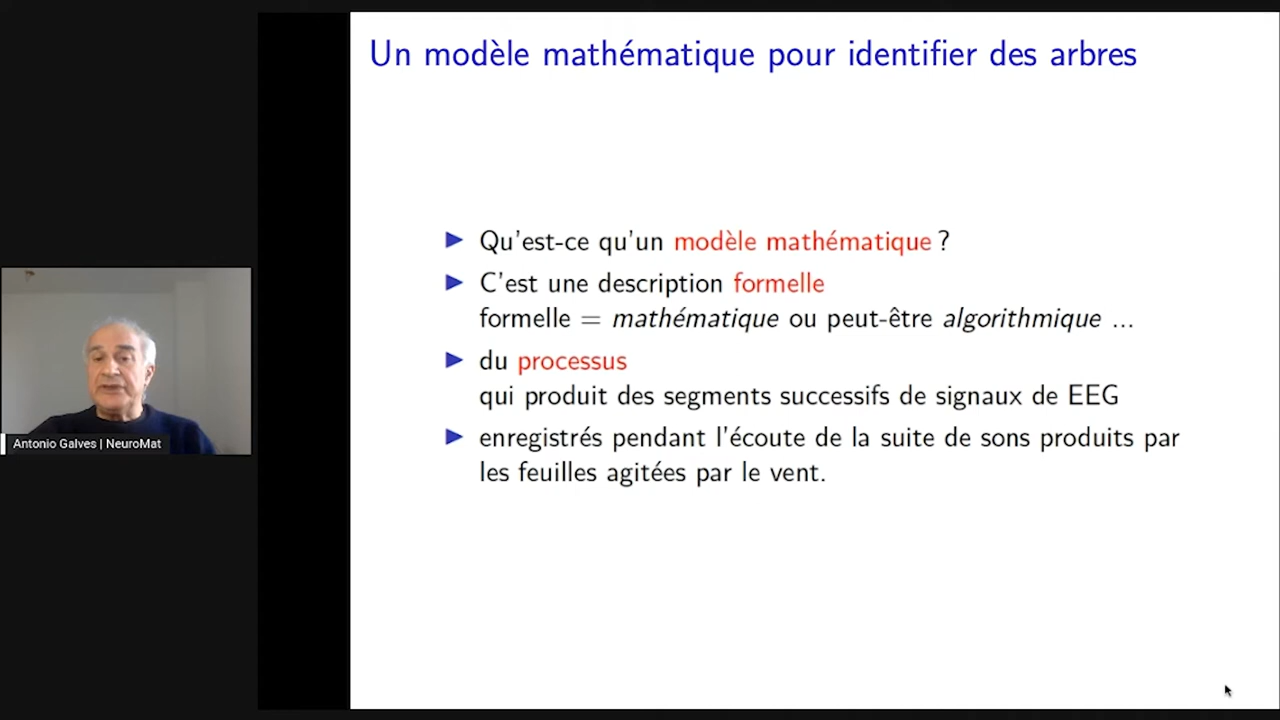 Un modèle mathématique pour identifier des arbres
Qu'est-ce qu'un modèle mathématique ?
C'est une description formelle
formelle = mathématique ou peut-être algorithmique ...
du processus
qui produit des segments successifs de signaux de EEG
enregistrés pendant l'écoute de la suite de sons produits par
les feuilles agitées par le vent.
Antonio Galves | NeuroMat